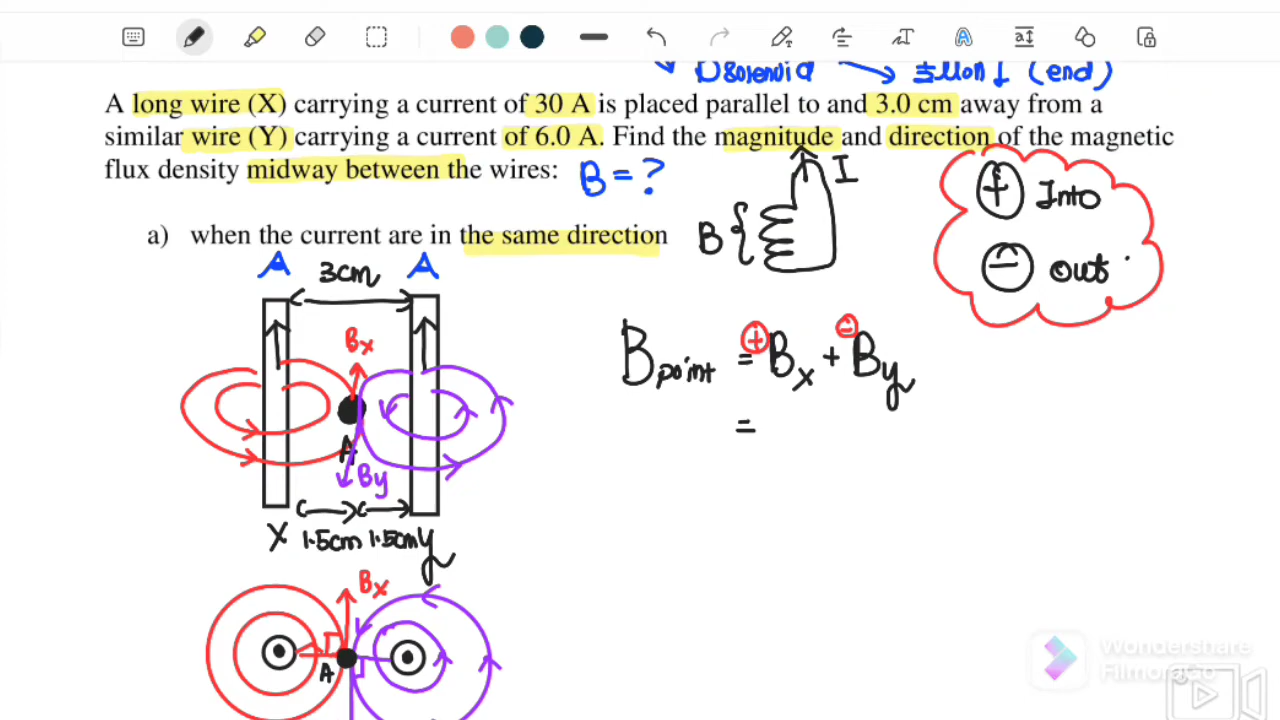 Solenoid (end)
A long wire (X) carrying a current of 30 A is placed parallel to and 3.0 cm away from a
similar wire (Y) carrying a current of 6.0 A. Find the magnitude and direction of the magnetic
flux density midway between the wires: B = ?
I
⊕ Into
B{
⊖ out
a) when the current are in the same direction
A 3cm A
Bx
Bpoint = ⊕Bx + ⊖By
=
A
By
X 1.5cm 1.5cm y
Bx
A
Wondershare
Filmora